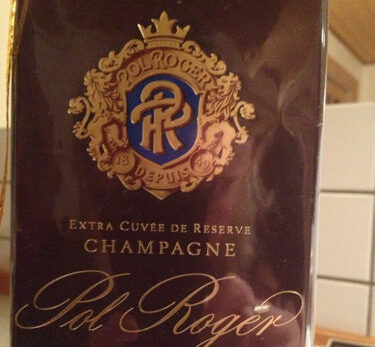 POL ROGER
PR
18 49
DEPUIS
EXTRA CUVÉE DE RESERVE
CHAMPAGNE
Pol Roger